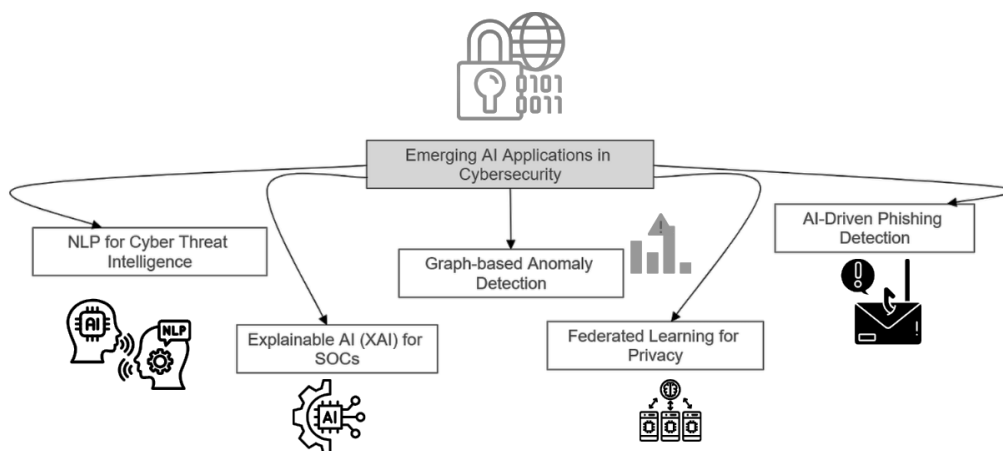 0101
0011
Emerging AI Applications in
Cybersecurity
NLP for Cyber Threat
Intelligence
AI-Driven Phishing
Detection
Graph-based Anomaly
Detection
Explainable AI (XAI) for
SOCs
Federated Learning for
Privacy
AI
NLP
AI